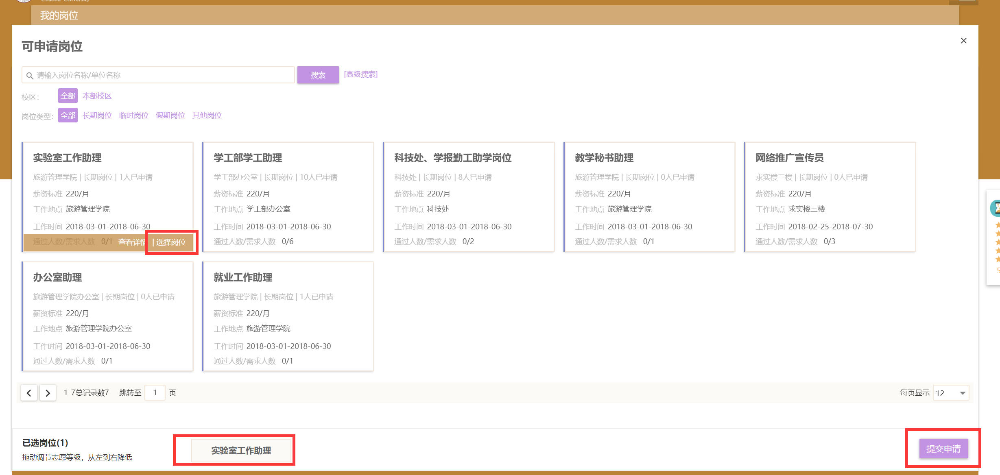 Chaohu University
我的岗位
可申请岗位
请输入岗位名称/单位名称
搜索
[高级搜索]
校区:
全部 本部校区
岗位类型:
全部 长期岗位 临时岗位 假期岗位 其他岗位
实验室工作助理
旅游管理学院 | 长期岗位 | 1人已申请
薪资标准 220/月
工作地点 旅游管理学院
工作时间 2018-03-01-2018-06-30
通过人数/需求人数 0/1 查看详情 | 选择岗位
学工部学工助理
学工部办公室 | 长期岗位 | 10人已申请
薪资标准 220/月
工作地点 学工部办公室
工作时间 2018-03-01-2018-06-30
通过人数/需求人数 0/6
科技处、学报勤工助学岗位
科技处 | 长期岗位 | 8人已申请
薪资标准 220/月
工作地点 科技处
工作时间 2018-03-01-2018-06-30
通过人数/需求人数 0/2
教学秘书助理
旅游管理学院 | 长期岗位 | 0人已申请
薪资标准 220/月
工作地点 旅游管理学院
工作时间 2018-03-01-2018-06-30
通过人数/需求人数 0/1
网络推广宣传员
求实楼三楼 | 长期岗位 | 0人已申请
薪资标准 220/月
工作地点 求实楼三楼
工作时间 2018-02-25-2018-07-30
通过人数/需求人数 0/3
办公室助理
旅游管理学院办公室 | 长期岗位 | 0人已申请
薪资标准 220/月
工作地点 旅游管理学院办公室
工作时间 2018-03-01-2018-06-30
通过人数/需求人数 0/1
就业工作助理
旅游管理学院 | 长期岗位 | 1人已申请
薪资标准 220/月
工作地点 旅游管理学院
工作时间 2018-03-01-2018-06-30
通过人数/需求人数 0/1
1-7总记录数7 跳转至 1 页
每页显示 12
已选岗位(1)
拖动调节志愿等级，从左到右降低
实验室工作助理
提交申请
5